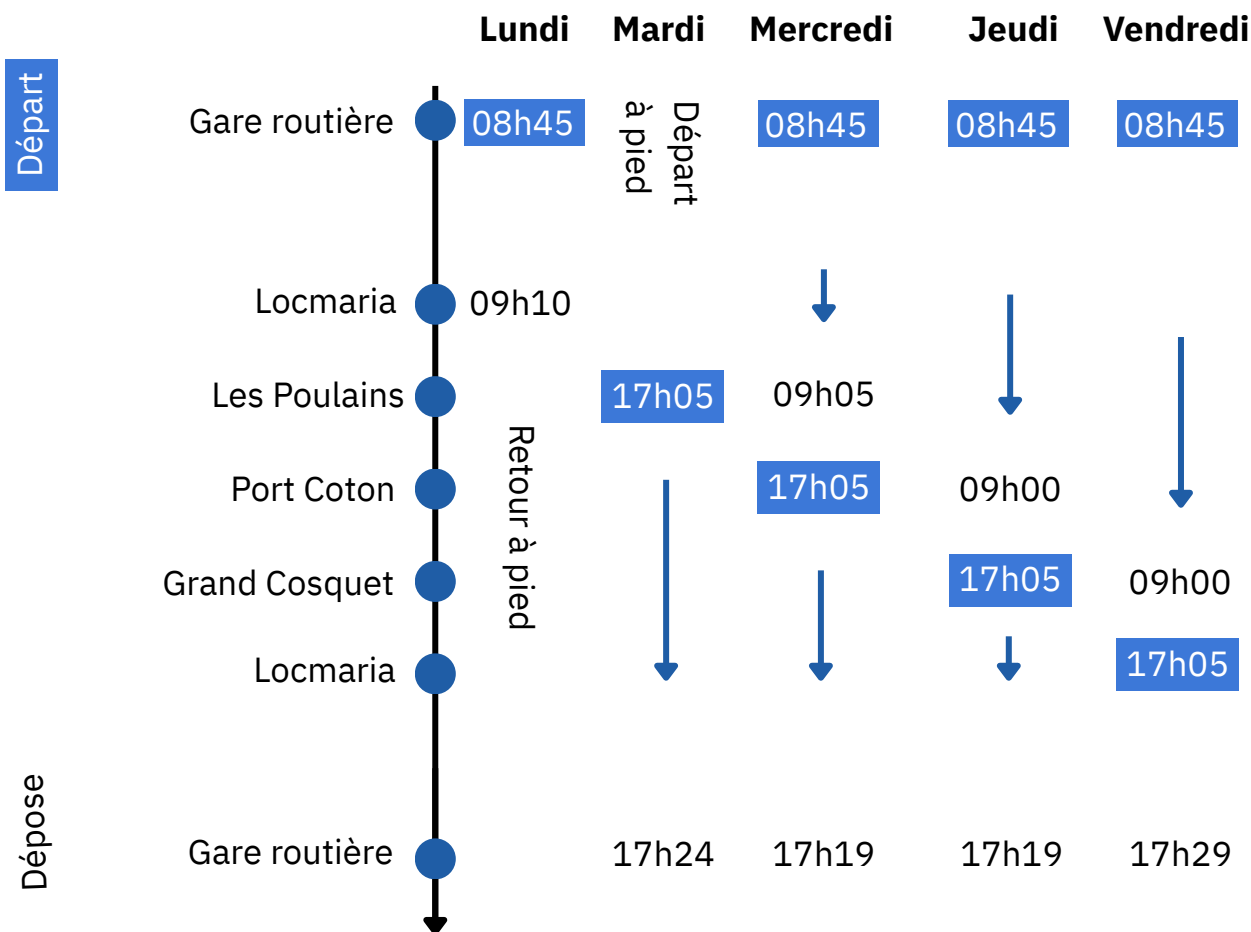 Lundi Mardi Mercredi Jeudi Vendredi
Départ
Gare routière 08h45 Départ à pied 08h45 08h45 08h45
Locmaria 09h10
Les Poulains 17h05 09h05
Retour à pied
Port Coton 17h05 09h00
Grand Cosquet 17h05 09h00
Locmaria 17h05
Dépose
Gare routière 17h24 17h19 17h19 17h29